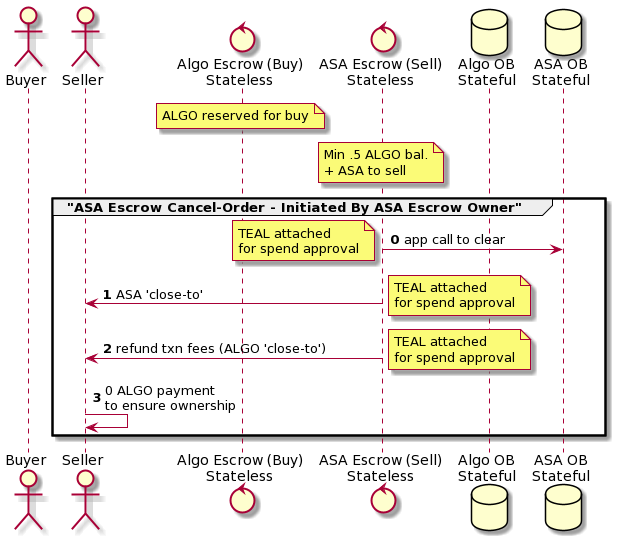 Buyer
Seller
Algo Escrow (Buy)
Stateless
ASA Escrow (Sell)
Stateless
Algo OB
Stateful
ASA OB
Stateful
ALGO reserved for buy
Min .5 ALGO bal.
+ ASA to sell
"ASA Escrow Cancel-Order - Initiated By ASA Escrow Owner"
TEAL attached
for spend approval
0 app call to clear
1 ASA 'close-to'
TEAL attached
for spend approval
2 refund txn fees (ALGO 'close-to')
TEAL attached
for spend approval
3 0 ALGO payment
to ensure ownership
Buyer
Seller
Algo Escrow (Buy)
Stateless
ASA Escrow (Sell)
Stateless
Algo OB
Stateful
ASA OB
Stateful